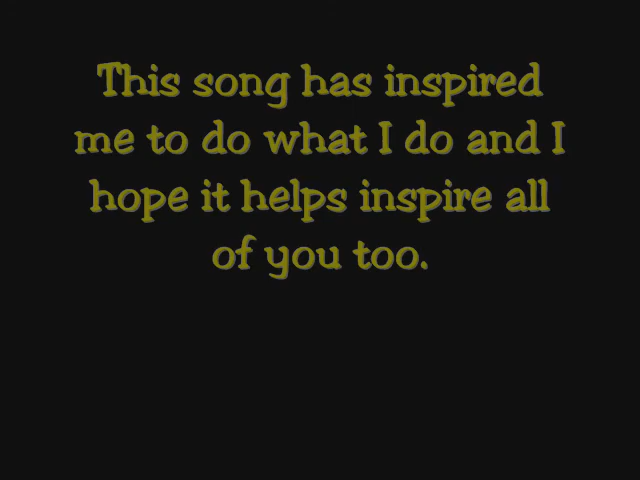 This song has inspired
me to do what I do and I
hope it helps inspire all
of you too.